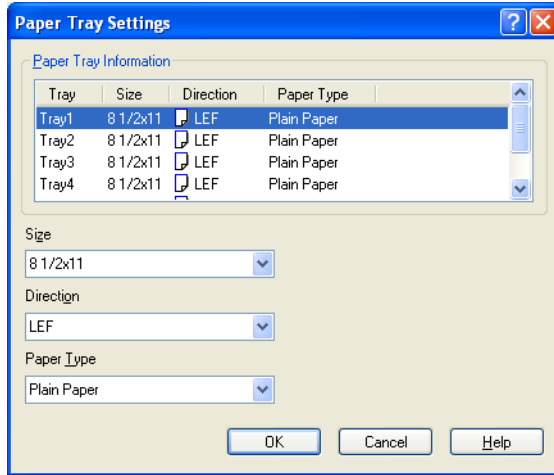 Paper Tray Settings
Paper Tray Information
Tray Size Direction Paper Type
Tray1 8 1/2x11 LEF Plain Paper
Tray2 8 1/2x11 LEF Plain Paper
Tray3 8 1/2x11 LEF Plain Paper
Tray4 8 1/2x11 LEF Plain Paper
Size
8 1/2x11
Direction
LEF
Paper Type
Plain Paper
OK Cancel Help